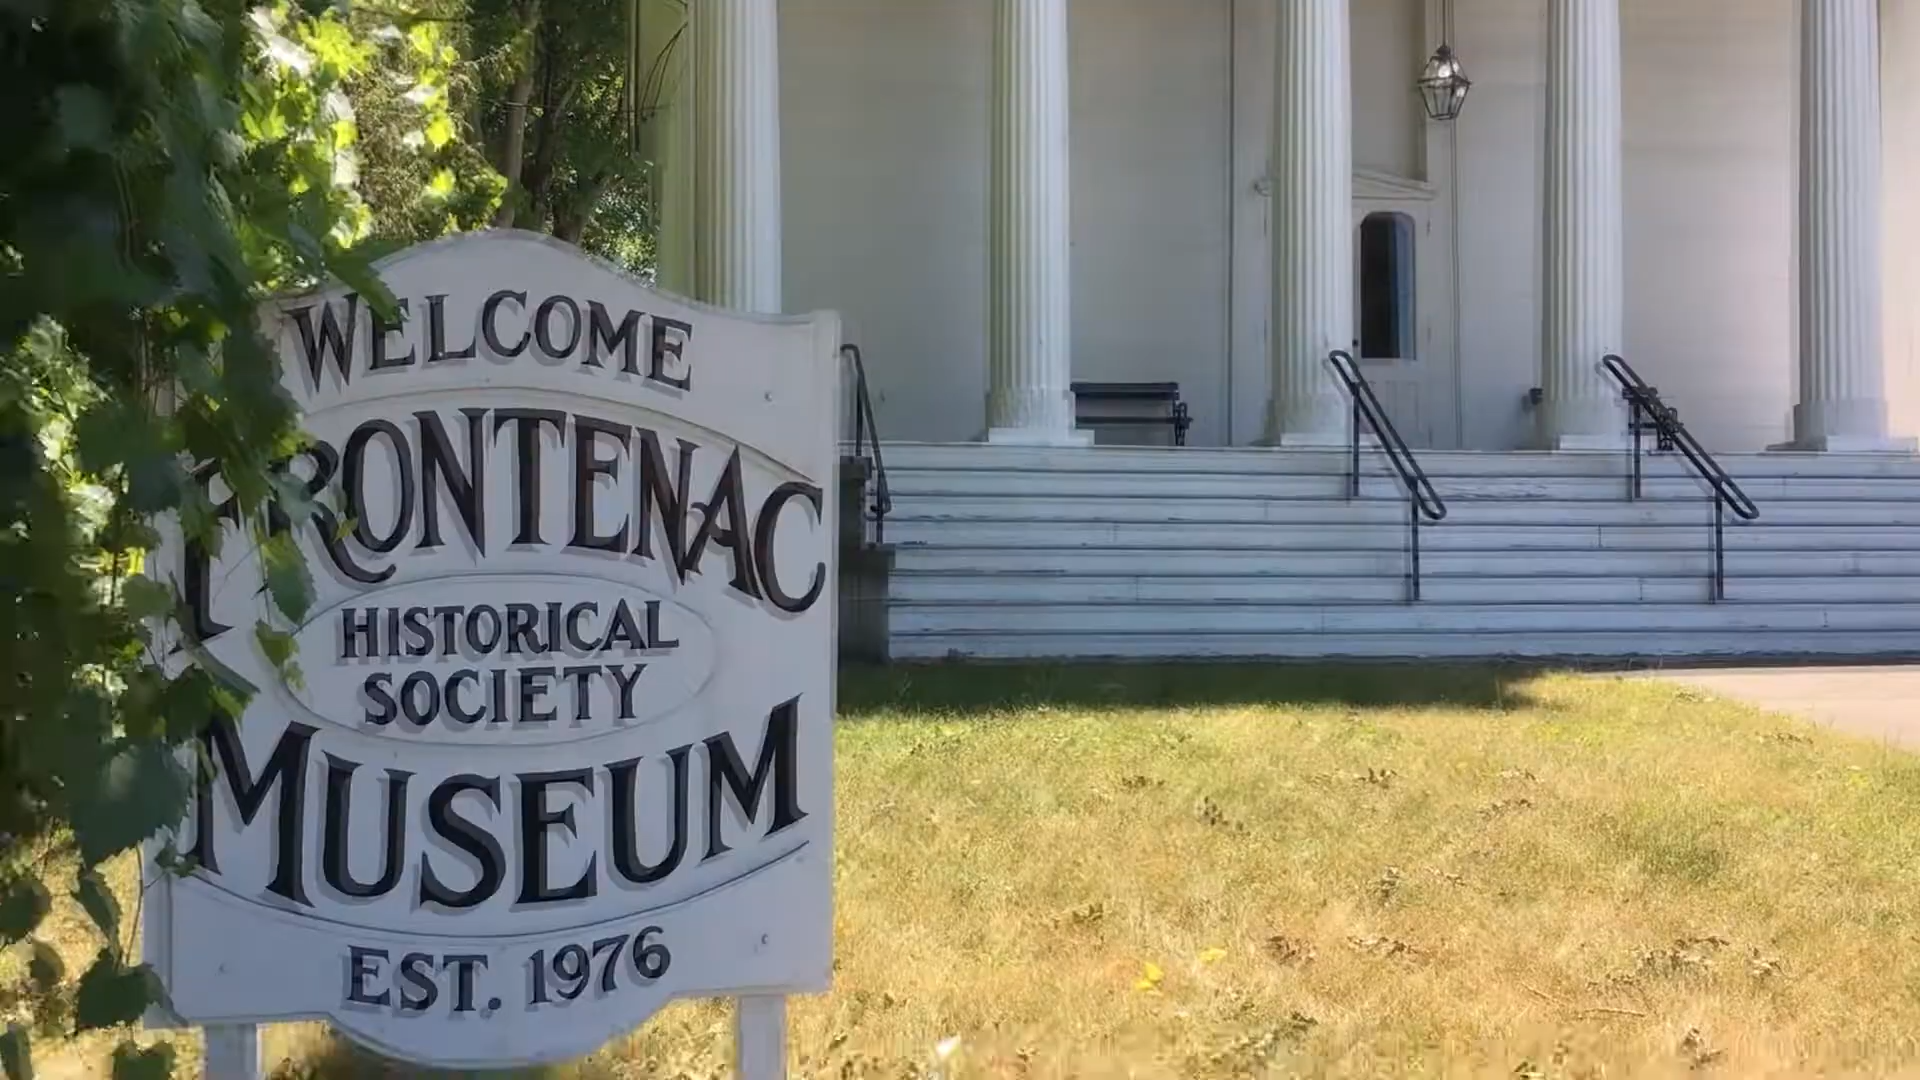 WELCOME
FRONTENAC
HISTORICAL
SOCIETY
MUSEUM
EST. 1976